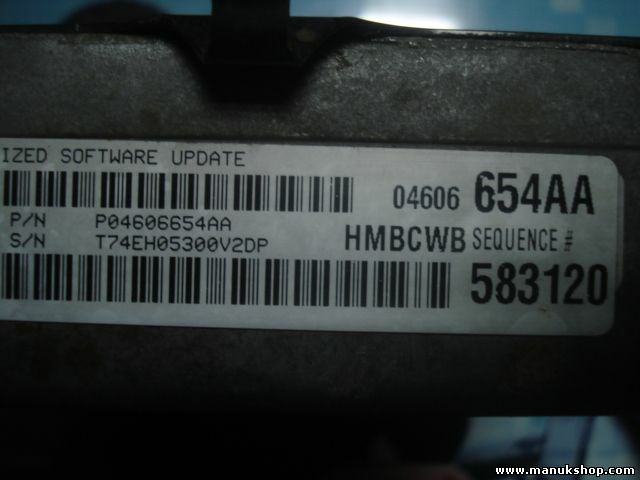 IZED SOFTWARE UPDATE
04606 654AA
P/N P04606654AA
S/N T74EH05300V2DP
HMBCWB SEQUENCE #
583120
www.manukshop.com